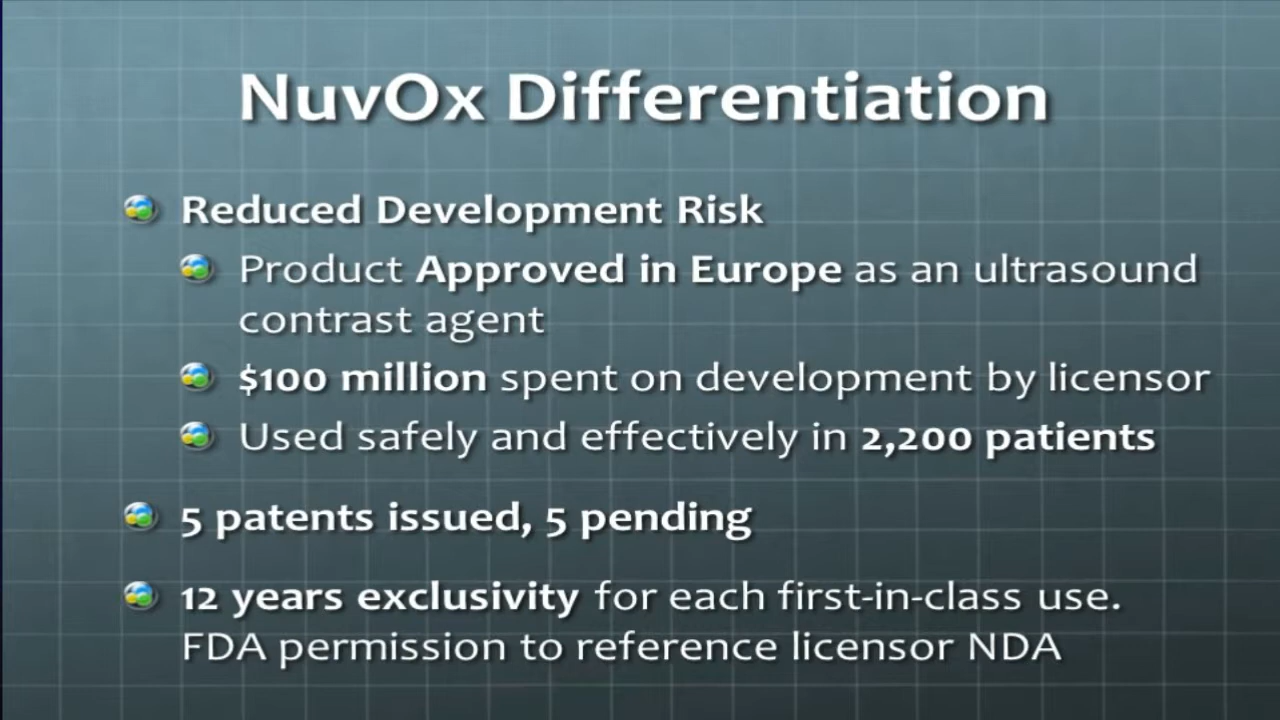 NuvOx Differentiation
Reduced Development Risk
Product Approved in Europe as an ultrasound
contrast agent
$100 million spent on development by licensor
Used safely and effectively in 2,200 patients
5 patents issued, 5 pending
12 years exclusivity for each first-in-class use.
FDA permission to reference licensor NDA